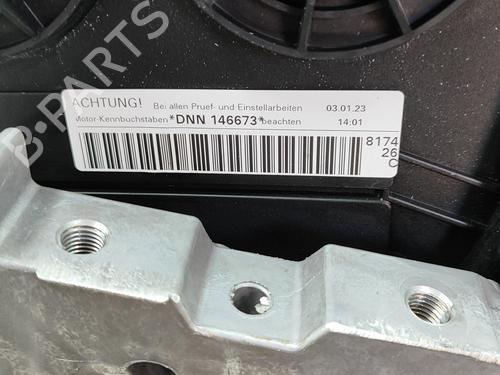 B-PARTS
ACHTUNG! Bei allen Pruef- und Einstellarbeiten 03.01.23
Motor-Kennbuchstaben *DNN 146673* beachten 14:01
8174
26
C